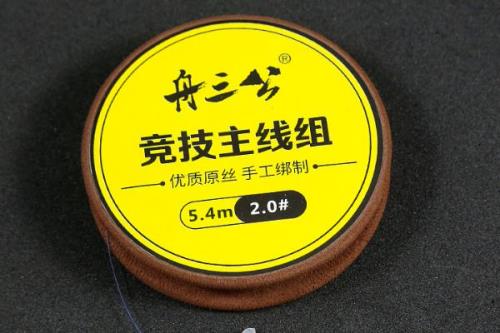 舟三公®
竞技主线组
优质原丝 手工绑制
5.4m 2.0#